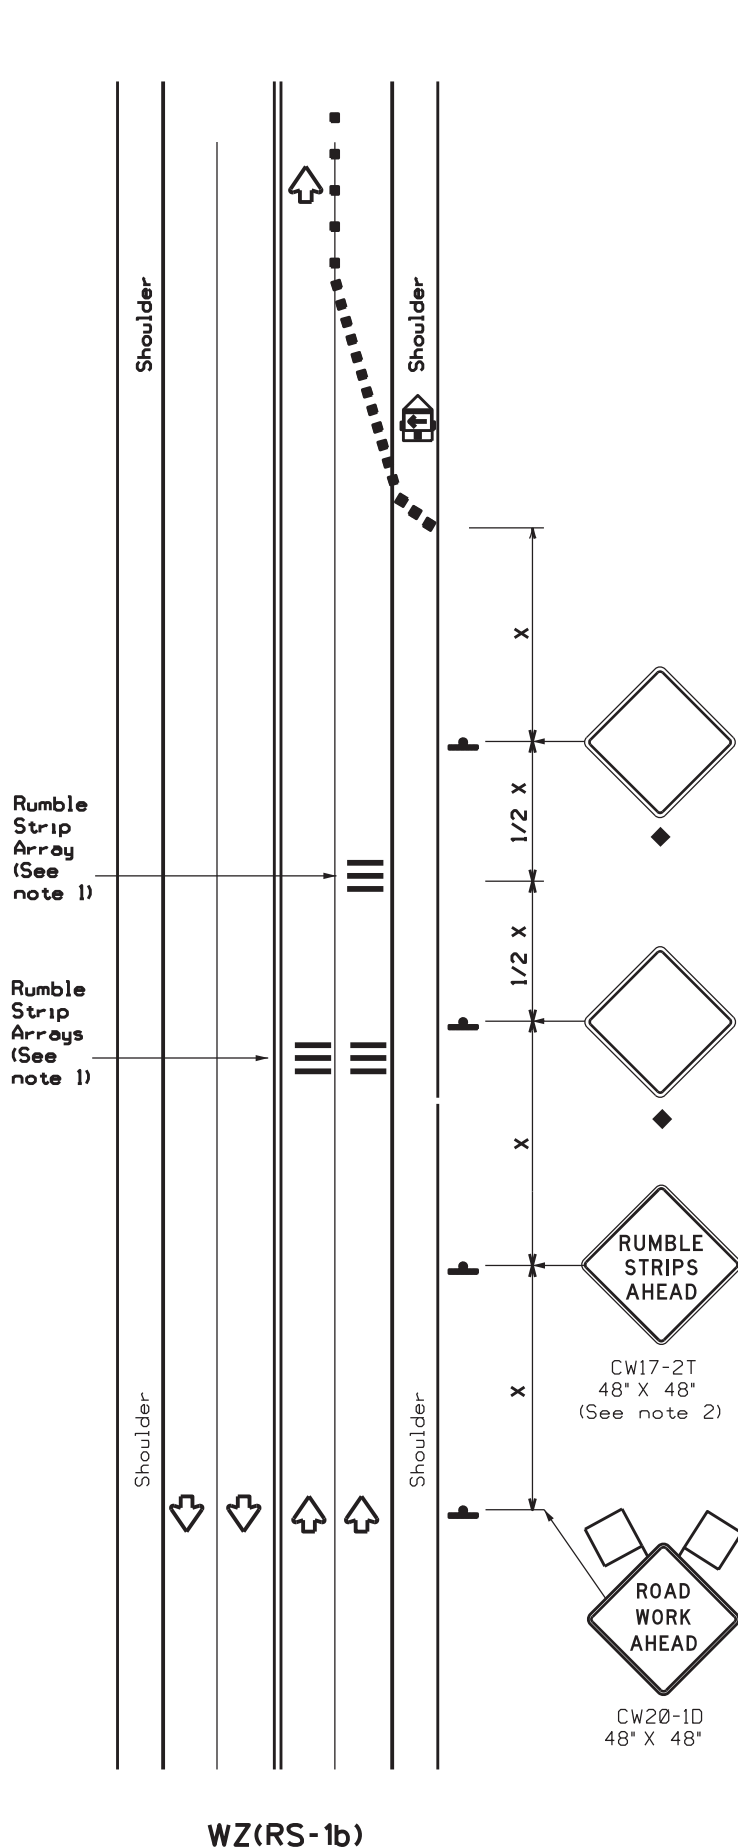 Shoulder
Shoulder
X
1/2 X
Rumble
Strip
Array
(See
note 1)
1/2 X
Rumble
Strip
Arrays
(See
note 1)
X
RUMBLE
STRIPS
AHEAD
CW17-2T
48" X 48"
(See note 2)
X
Shoulder
Shoulder
ROAD
WORK
AHEAD
CW20-1D
48" X 48"
WZ(RS-1b)